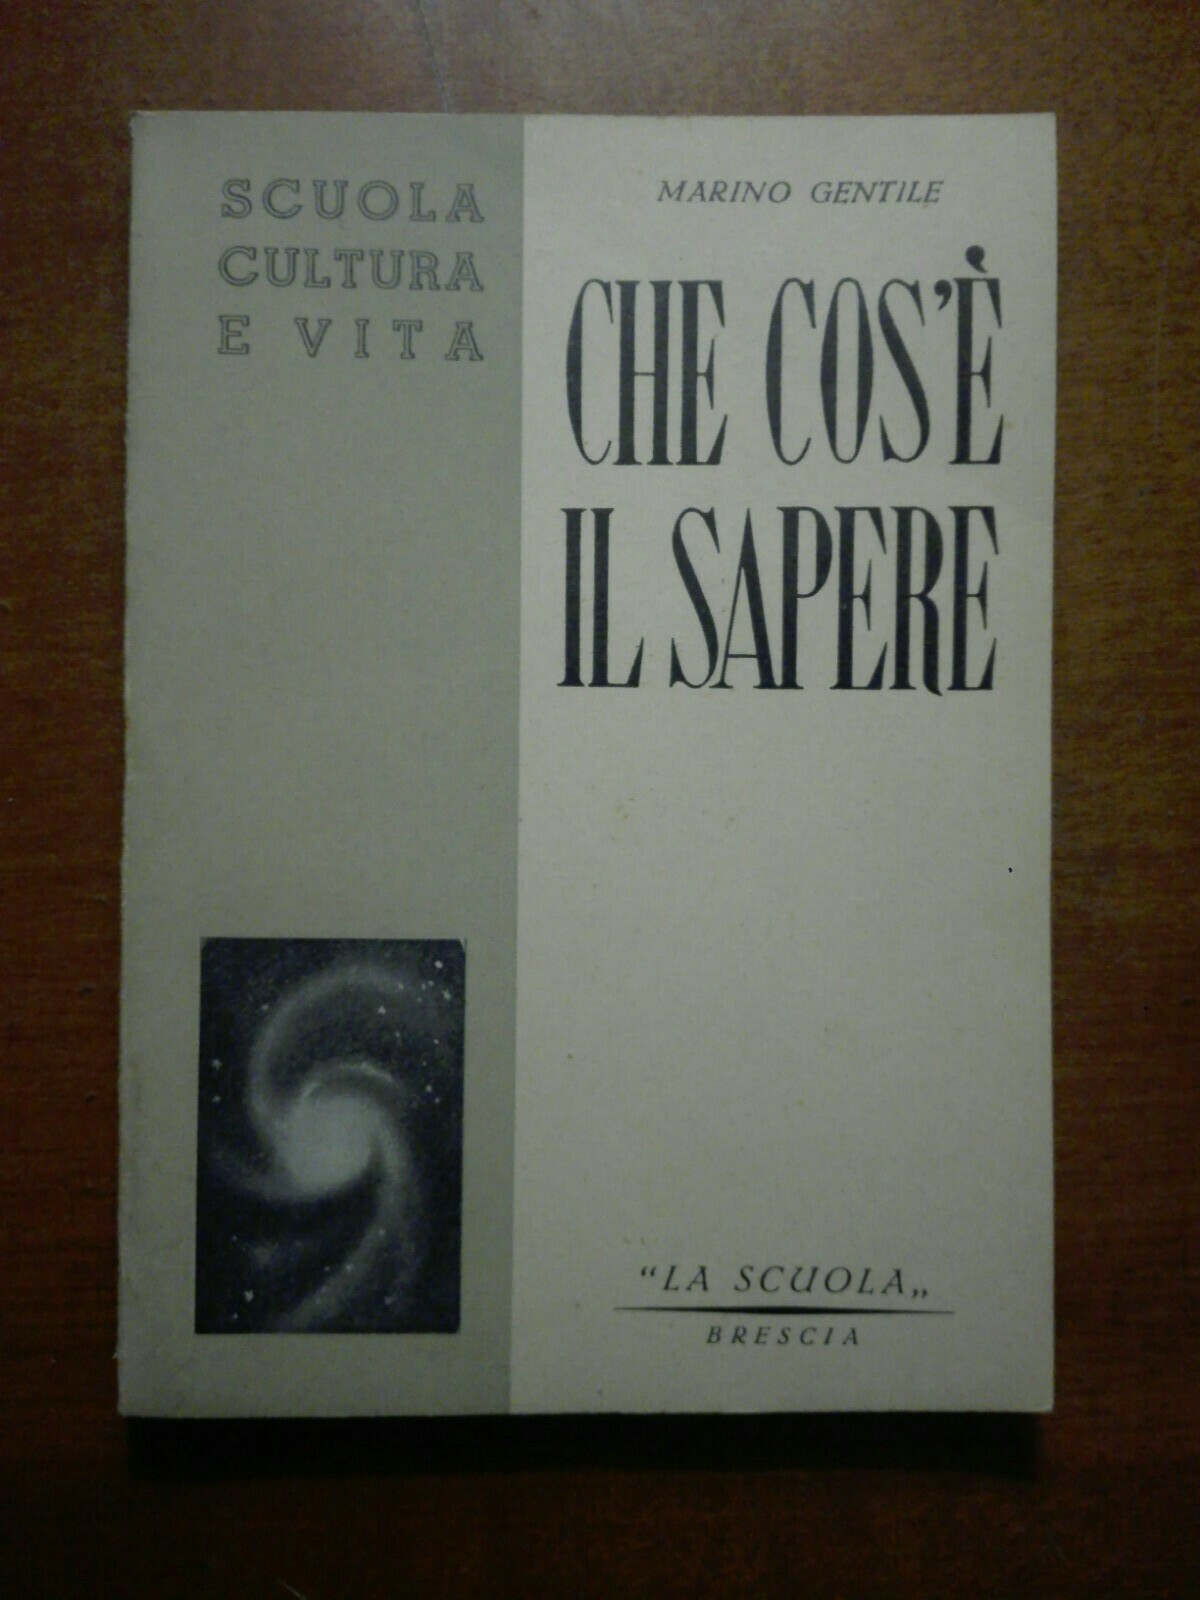 SCUOLA
CULTURA
E VITA
MARINO GENTILE
CHE COS'È
IL SAPERE
“LA SCUOLA„
BRESCIA